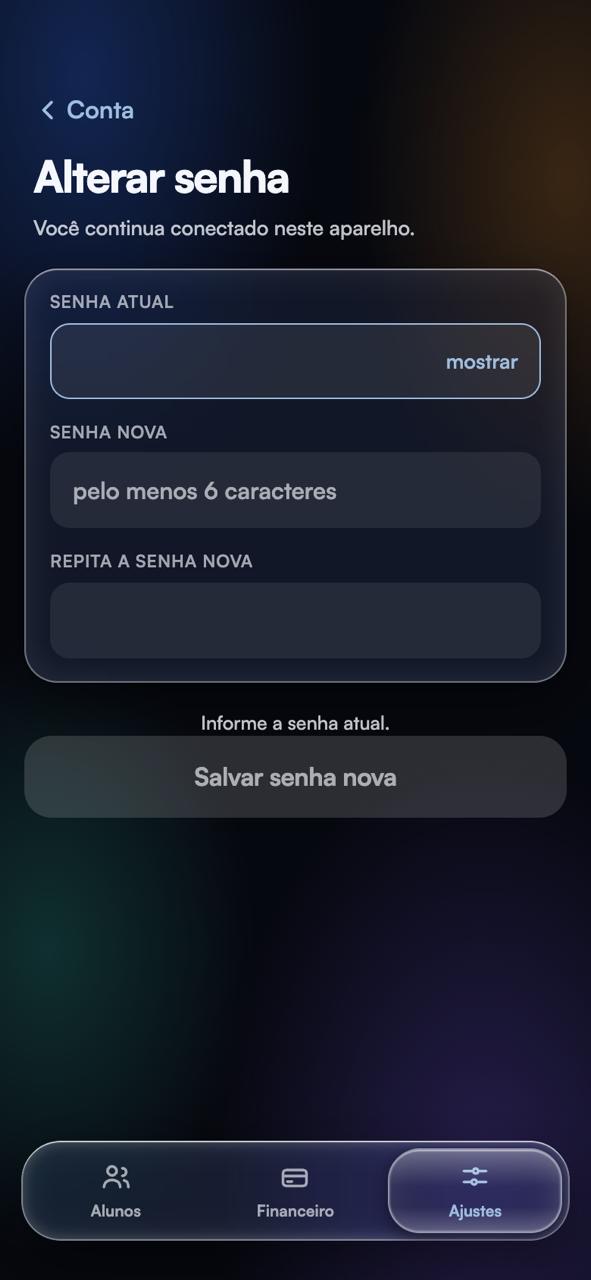 Conta
Alterar senha
Você continua conectado neste aparelho.
SENHA ATUAL
mostrar
SENHA NOVA
pelo menos 6 caracteres
REPITA A SENHA NOVA
Informe a senha atual.
Salvar senha nova
Alunos
Financeiro
Ajustes